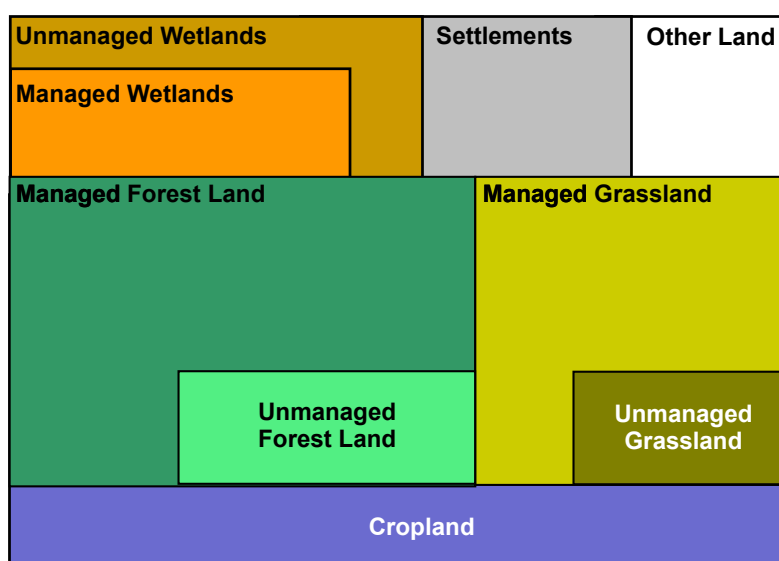 Unmanaged Wetlands
Settlements
Other Land
Managed Wetlands
Managed Forest Land
Managed Grassland
Unmanaged
Forest Land
Unmanaged
Grassland
Cropland